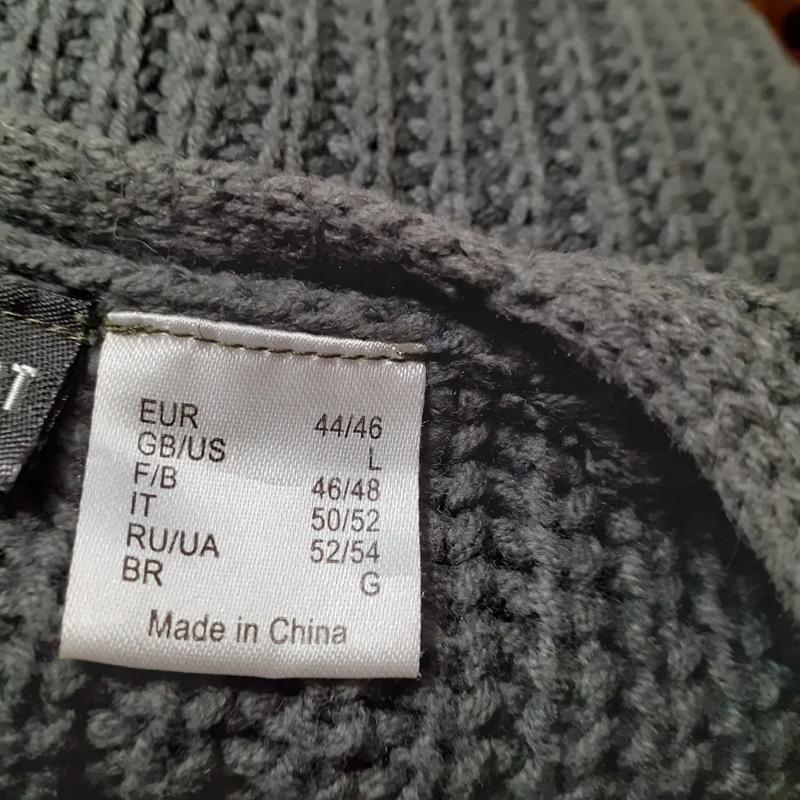 EUR 44/46
GB/US L
F/B 46/48
IT 50/52
RU/UA 52/54
BR G
Made in China